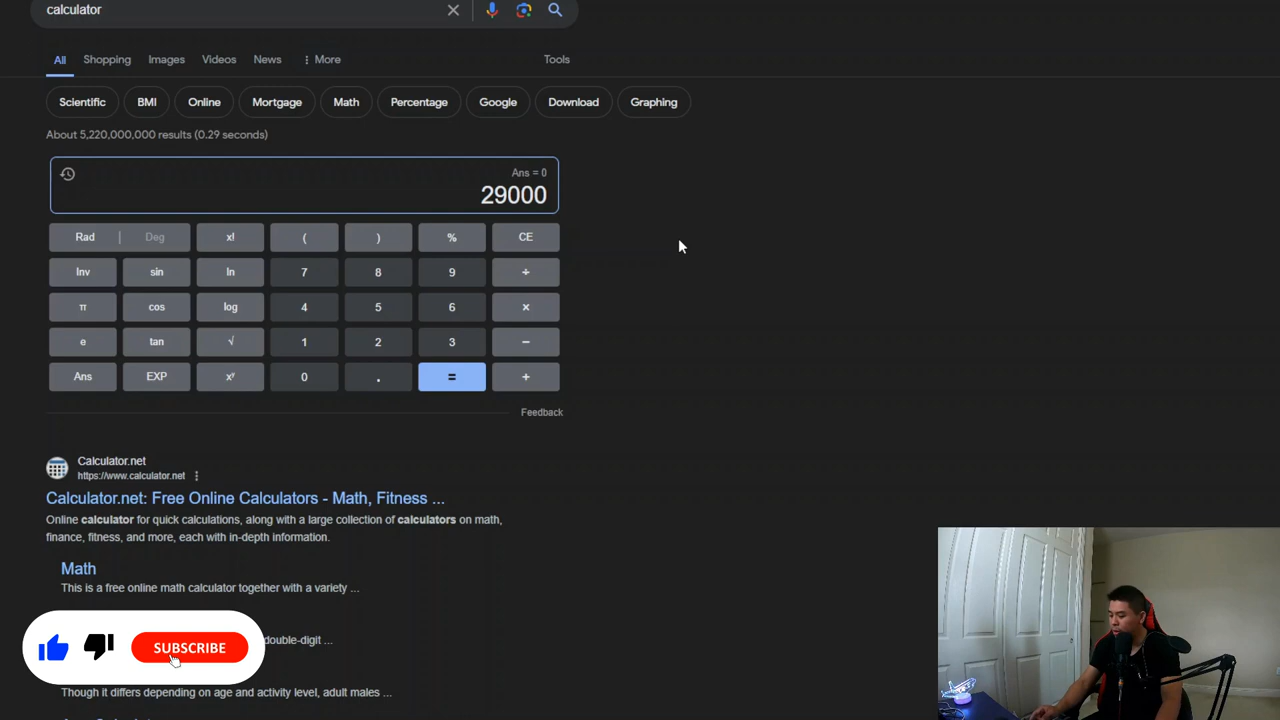 calculator
All Shopping Images Videos News More Tools
Scientific BMI Online Mortgage Math Percentage Google Download Graphing
About 5,220,000,000 results (0.29 seconds)
Ans = 0
29000
Rad | Deg x! ( ) % CE
Inv sin ln 7 8 9 ÷
π cos log 4 5 6 ×
e tan √ 1 2 3 −
Ans EXP xʸ 0 . = +
Feedback
Calculator.net
https://www.calculator.net
Calculator.net: Free Online Calculators - Math, Fitness ...
Online calculator for quick calculations, along with a large collection of calculators on math,
finance, fitness, and more, each with in-depth information.
Math
This is a free online math calculator together with a variety ...
double-digit ...
SUBSCRIBE
Though it differs depending on age and activity level, adult males ...